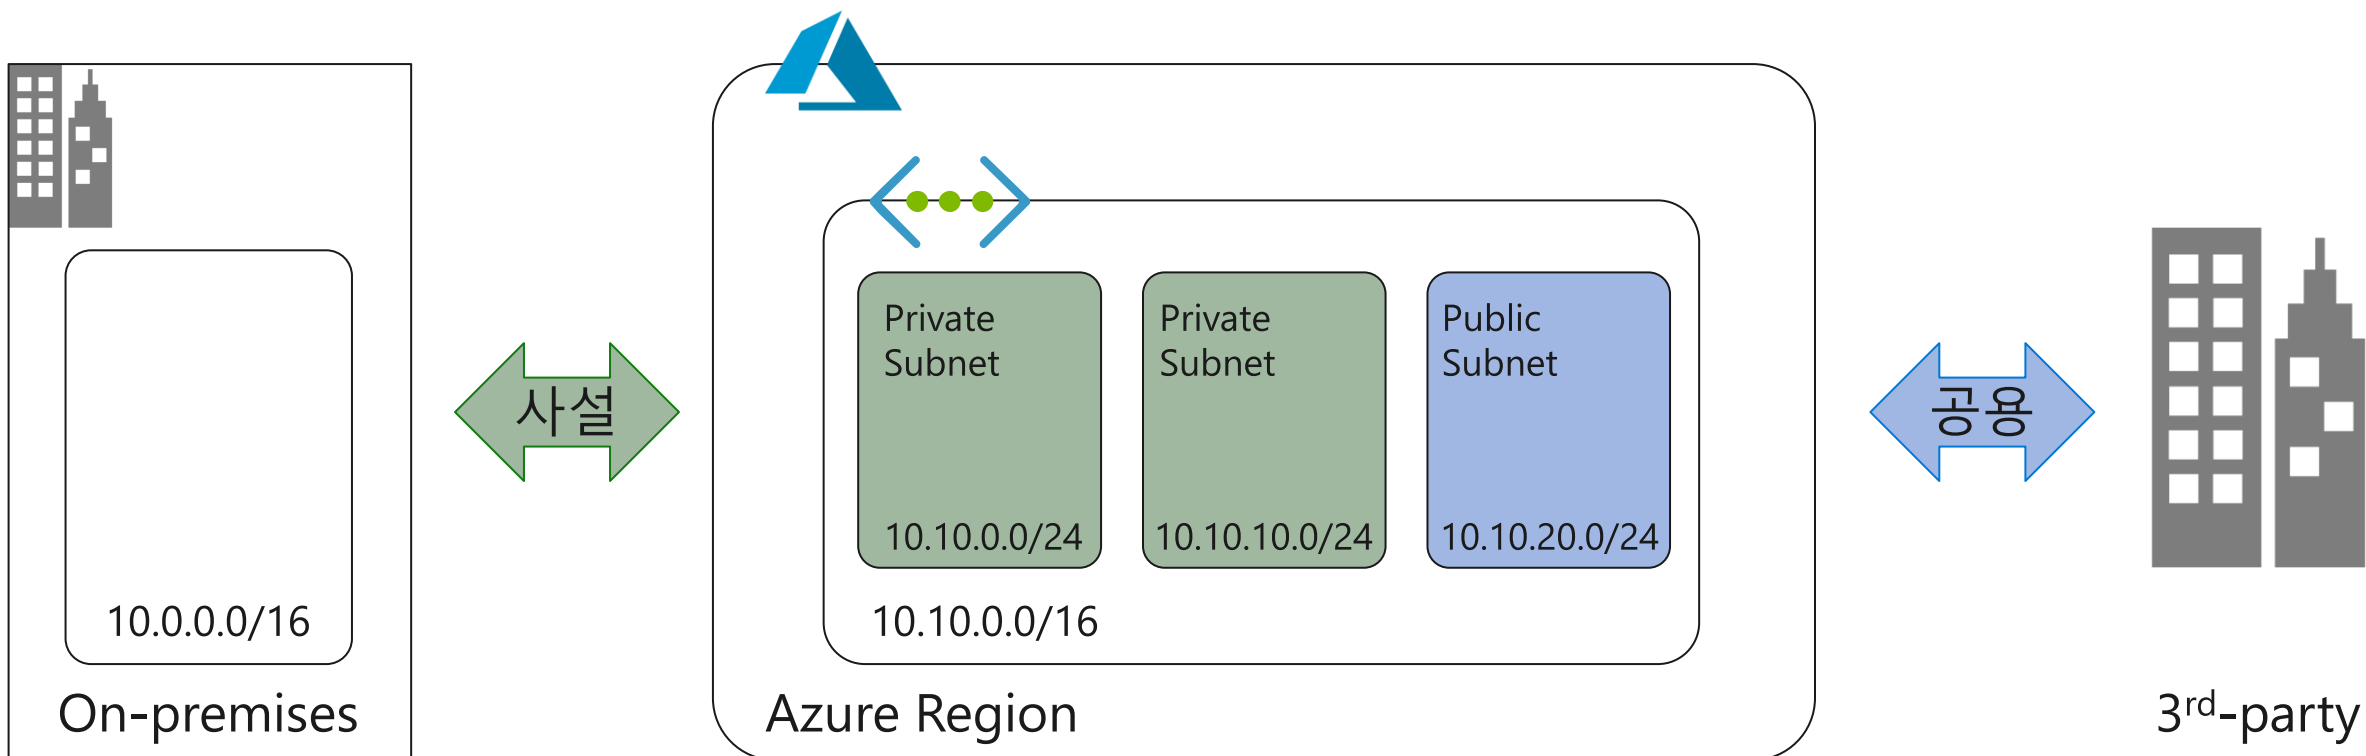 Private
Subnet
10.10.0.0/24
Private
Subnet
10.10.10.0/24
Public
Subnet
10.10.20.0/24
사설
공용
10.0.0.0/16
10.10.0.0/16
On-premises
Azure Region
3rd-party